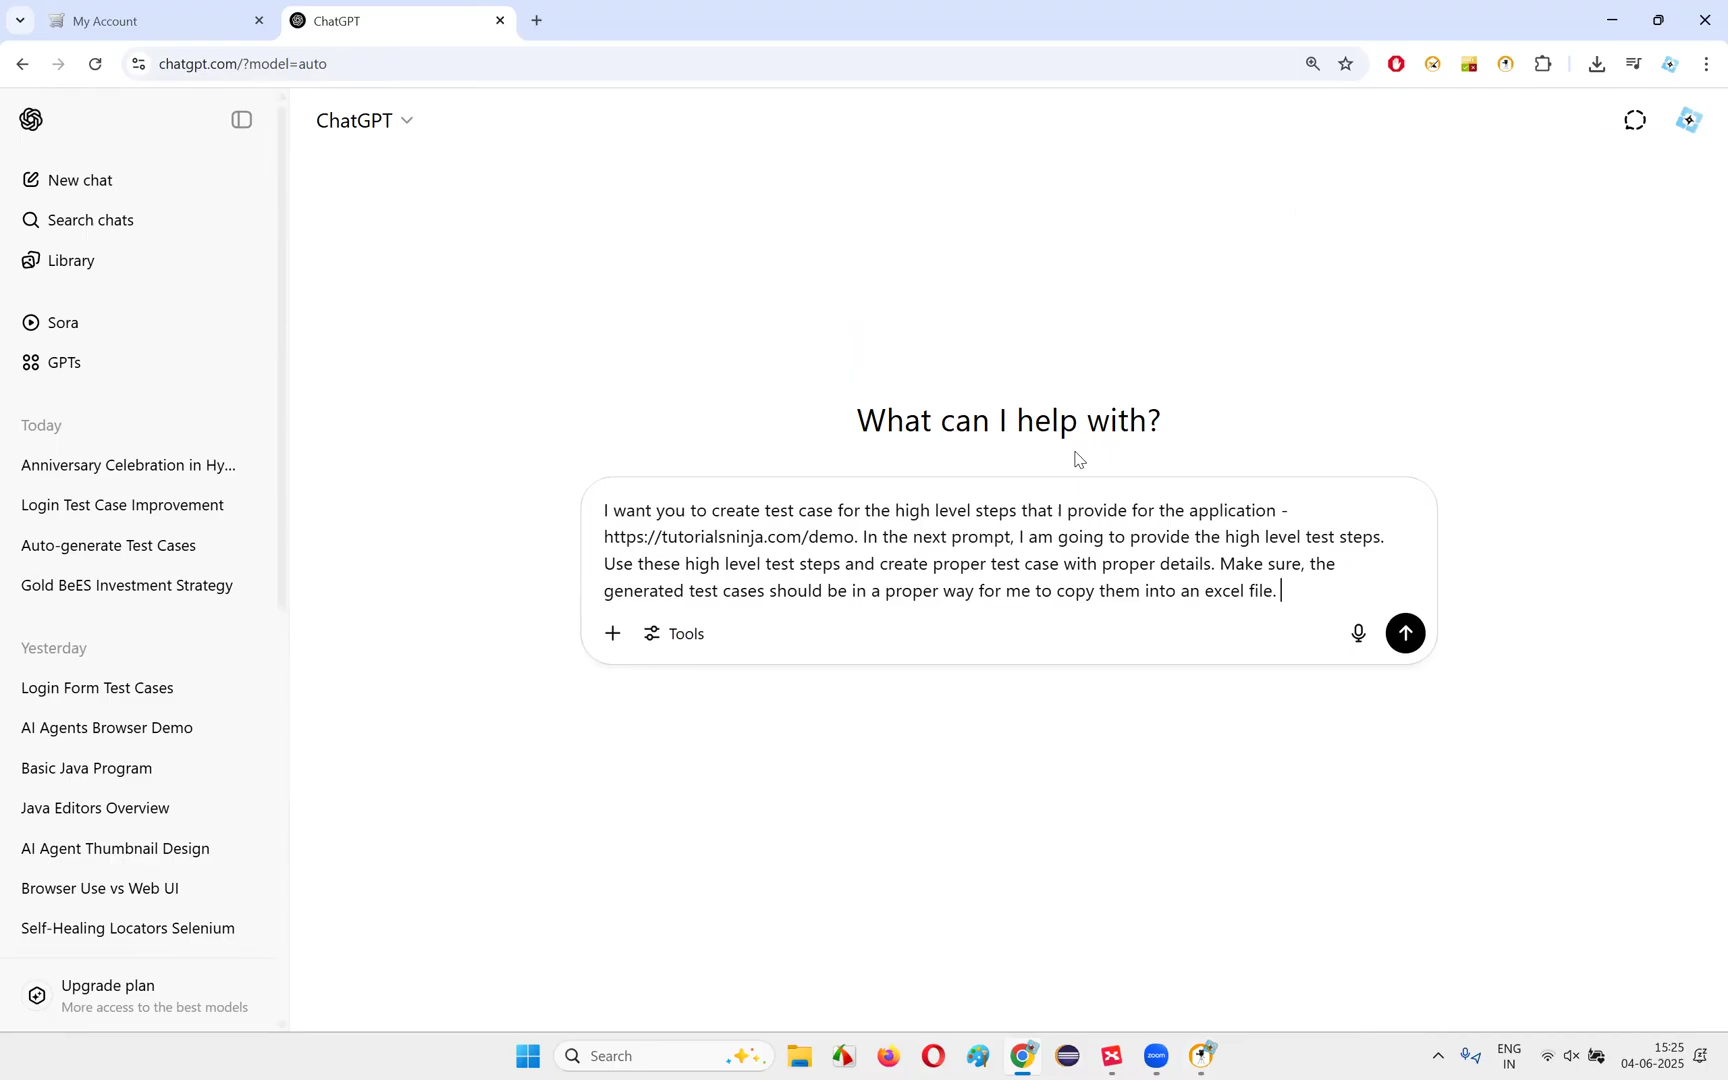 My Account
ChatGPT
chatgpt.com/?model=auto
ChatGPT
New chat
Search chats
Library
Sora
GPTs
Today
Anniversary Celebration in Hy...
Login Test Case Improvement
Auto-generate Test Cases
Gold BeES Investment Strategy
Yesterday
Login Form Test Cases
AI Agents Browser Demo
Basic Java Program
Java Editors Overview
AI Agent Thumbnail Design
Browser Use vs Web UI
Self-Healing Locators Selenium
Upgrade plan
More access to the best models
What can I help with?
I want you to create test case for the high level steps that I provide for the application -
https://tutorialsninja.com/demo. In the next prompt, I am going to provide the high level test steps.
Use these high level test steps and create proper test case with proper details. Make sure, the
generated test cases should be in a proper way for me to copy them into an excel file.
Tools
Search
zoom
ENG
IN
15:25
04-06-2025